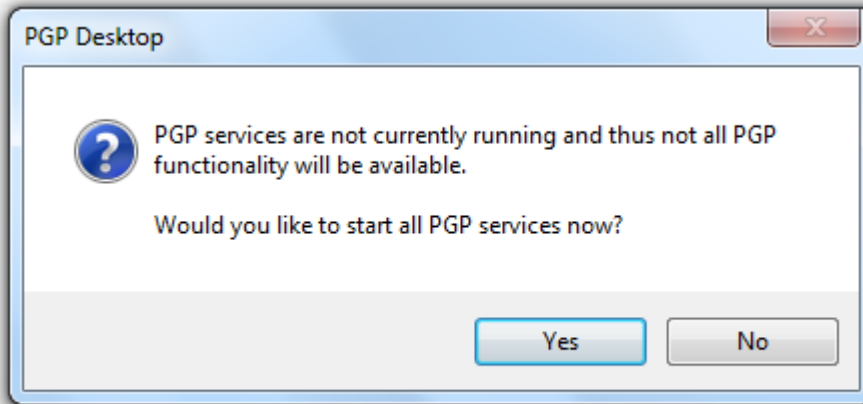 PGP Desktop
PGP services are not currently running and thus not all PGP
functionality will be available.
Would you like to start all PGP services now?
Yes
No